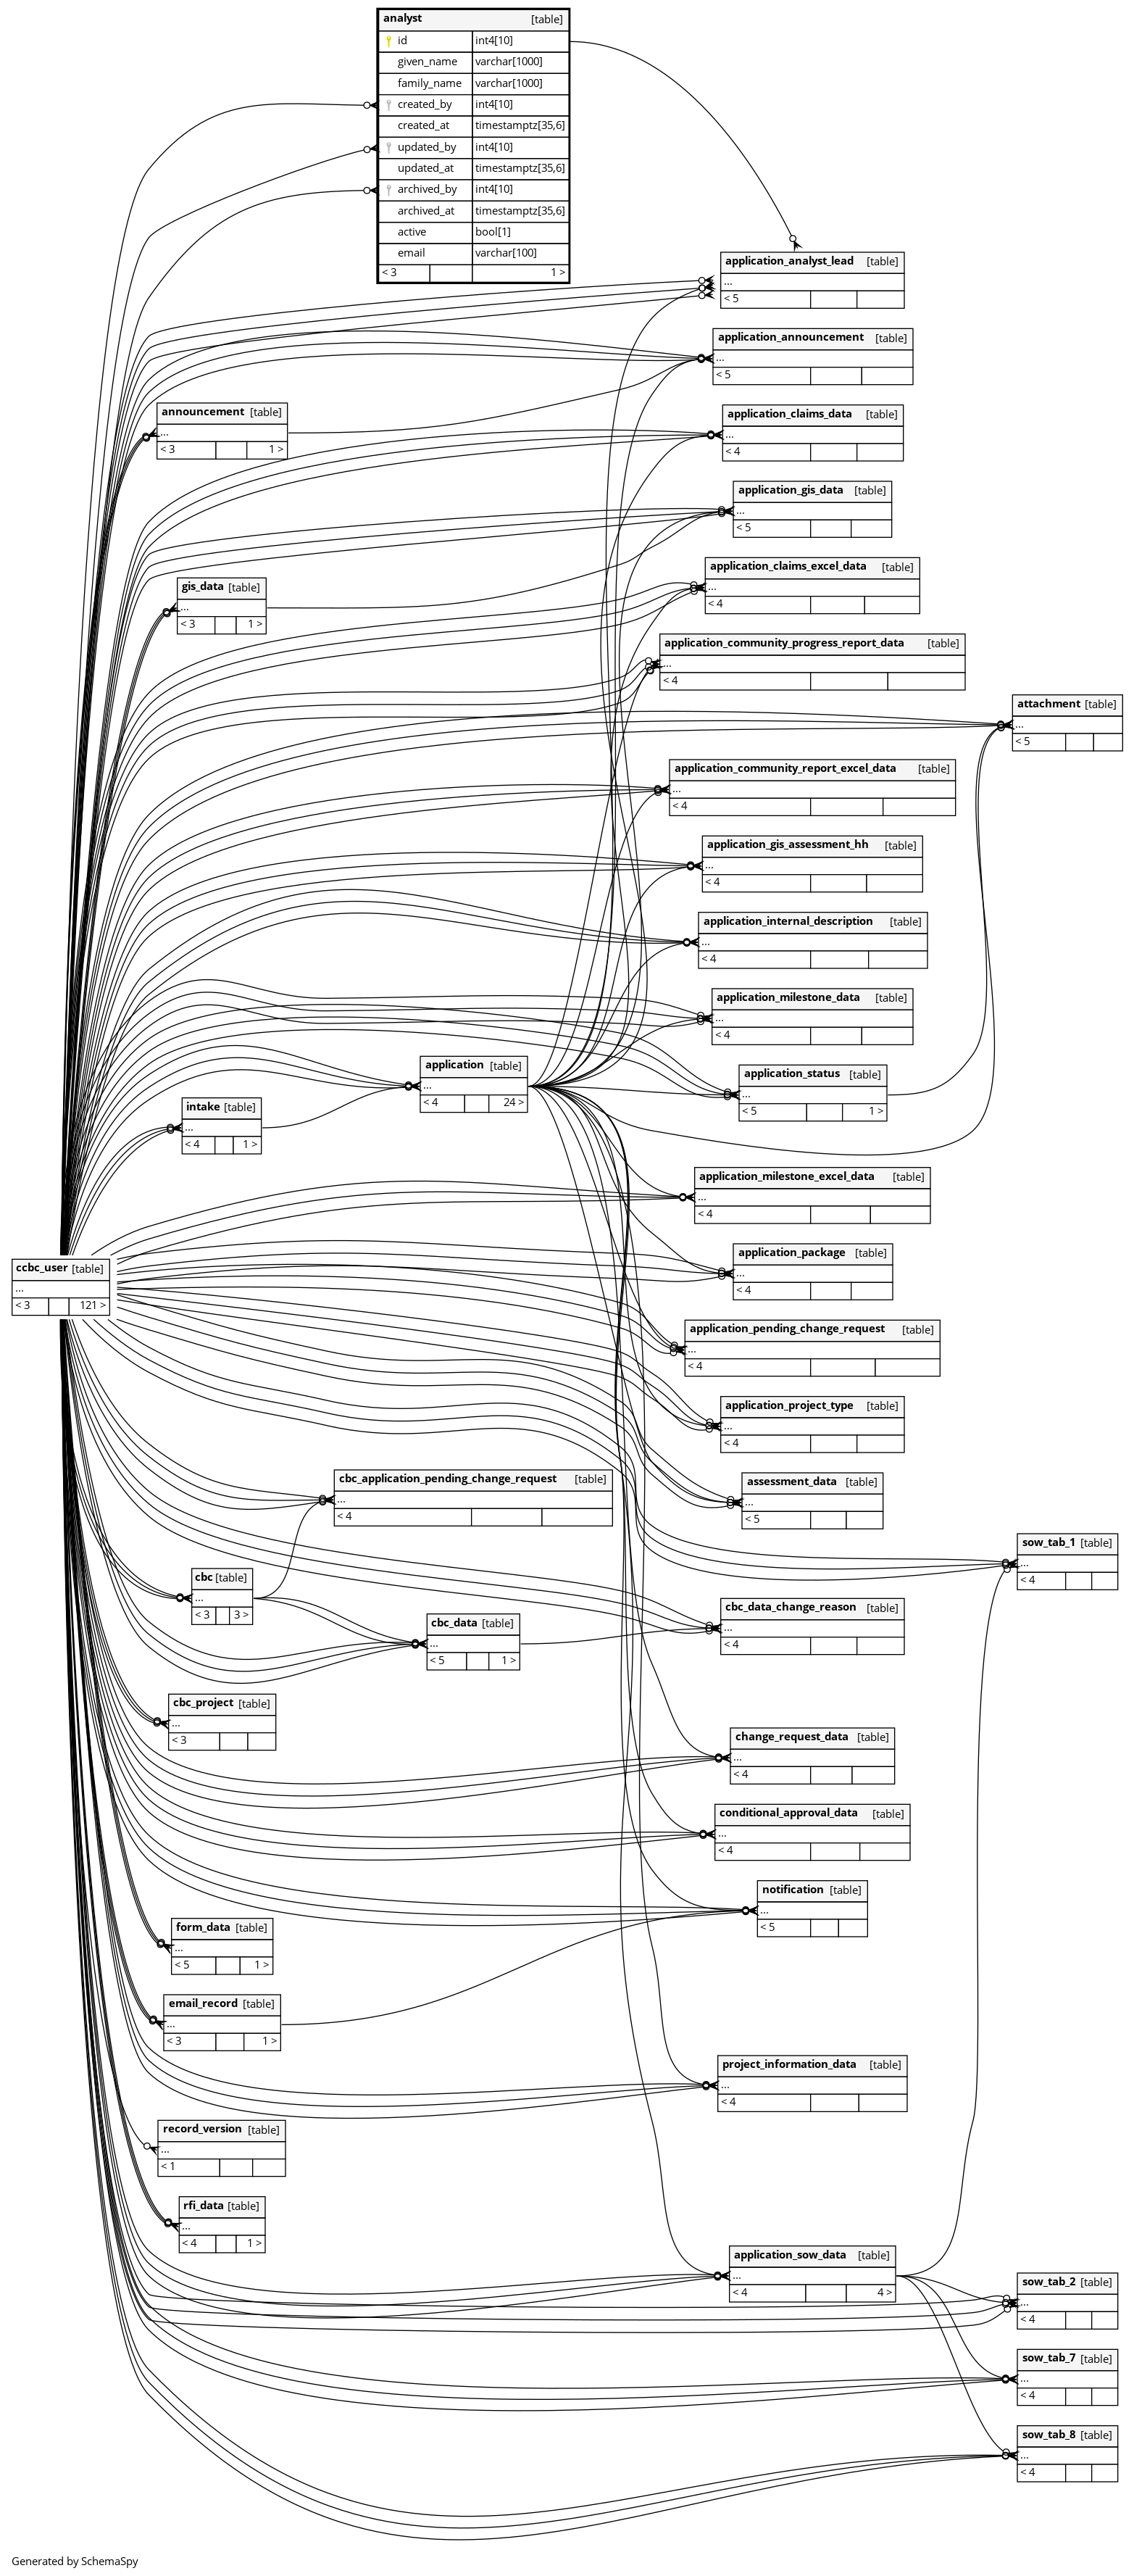 analyst [table]
id int4[10]
given_name varchar[1000]
family_name varchar[1000]
created_by int4[10]
created_at timestamptz[35,6]
updated_by int4[10]
updated_at timestamptz[35,6]
archived_by int4[10]
archived_at timestamptz[35,6]
active bool[1]
email varchar[100]
< 3 1 >
application_analyst_lead [table]
...
< 5
application_announcement [table]
...
< 5
announcement [table]
...
< 3 1 >
application_claims_data [table]
...
< 4
application_gis_data [table]
...
< 5
application_claims_excel_data [table]
...
< 4
gis_data [table]
...
< 3 1 >
application_community_progress_report_data [table]
...
< 4
attachment [table]
...
< 5
application_community_report_excel_data [table]
...
< 4
application_gis_assessment_hh [table]
...
< 4
application_internal_description [table]
...
< 4
application_milestone_data [table]
...
< 4
application [table]
...
< 4 24 >
application_status [table]
...
< 5 1 >
intake [table]
...
< 4 1 >
application_milestone_excel_data [table]
...
< 4
application_package [table]
...
< 4
ccbc_user [table]
...
< 3 121 >
application_pending_change_request [table]
...
< 4
application_project_type [table]
...
< 4
cbc_application_pending_change_request [table]
...
< 4
assessment_data [table]
...
< 5
sow_tab_1 [table]
...
< 4
cbc [table]
...
< 3 3 >
cbc_data_change_reason [table]
...
< 4
cbc_data [table]
...
< 5 1 >
cbc_project [table]
...
< 3
change_request_data [table]
...
< 4
conditional_approval_data [table]
...
< 4
notification [table]
...
< 5
form_data [table]
...
< 5 1 >
email_record [table]
...
< 3 1 >
project_information_data [table]
...
< 4
record_version [table]
...
< 1
rfi_data [table]
...
< 4 1 >
application_sow_data [table]
...
< 4 4 >
sow_tab_2 [table]
...
< 4
sow_tab_7 [table]
...
< 4
sow_tab_8 [table]
...
< 4
Generated by SchemaSpy